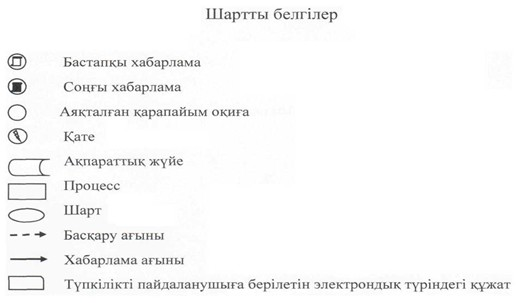 Шартты белгілер
Бастапқы хабарлама
Соңғы хабарлама
Аяқталған қарапайым оқиға
Қате
Ақпараттық жүйе
Процесс
Шарт
Басқару ағыны
Хабарлама ағыны
Түпкілікті пайдаланушыға берілетін электрондық түріндегі құжат